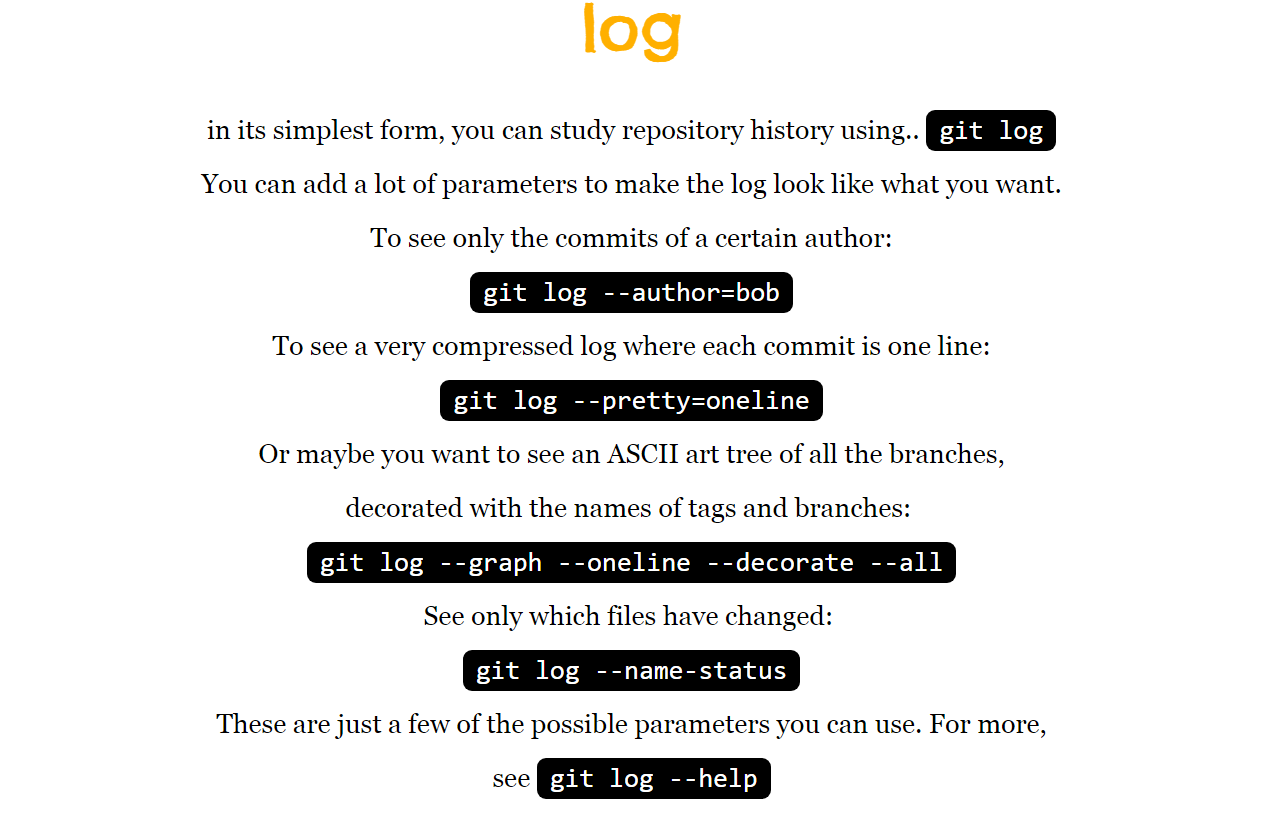 log
in its simplest form, you can study repository history using.. git log
You can add a lot of parameters to make the log look like what you want.
To see only the commits of a certain author:
git log --author=bob
To see a very compressed log where each commit is one line:
git log --pretty=oneline
Or maybe you want to see an ASCII art tree of all the branches,
decorated with the names of tags and branches:
git log --graph --oneline --decorate --all
See only which files have changed:
git log --name-status
These are just a few of the possible parameters you can use. For more,
see git log --help